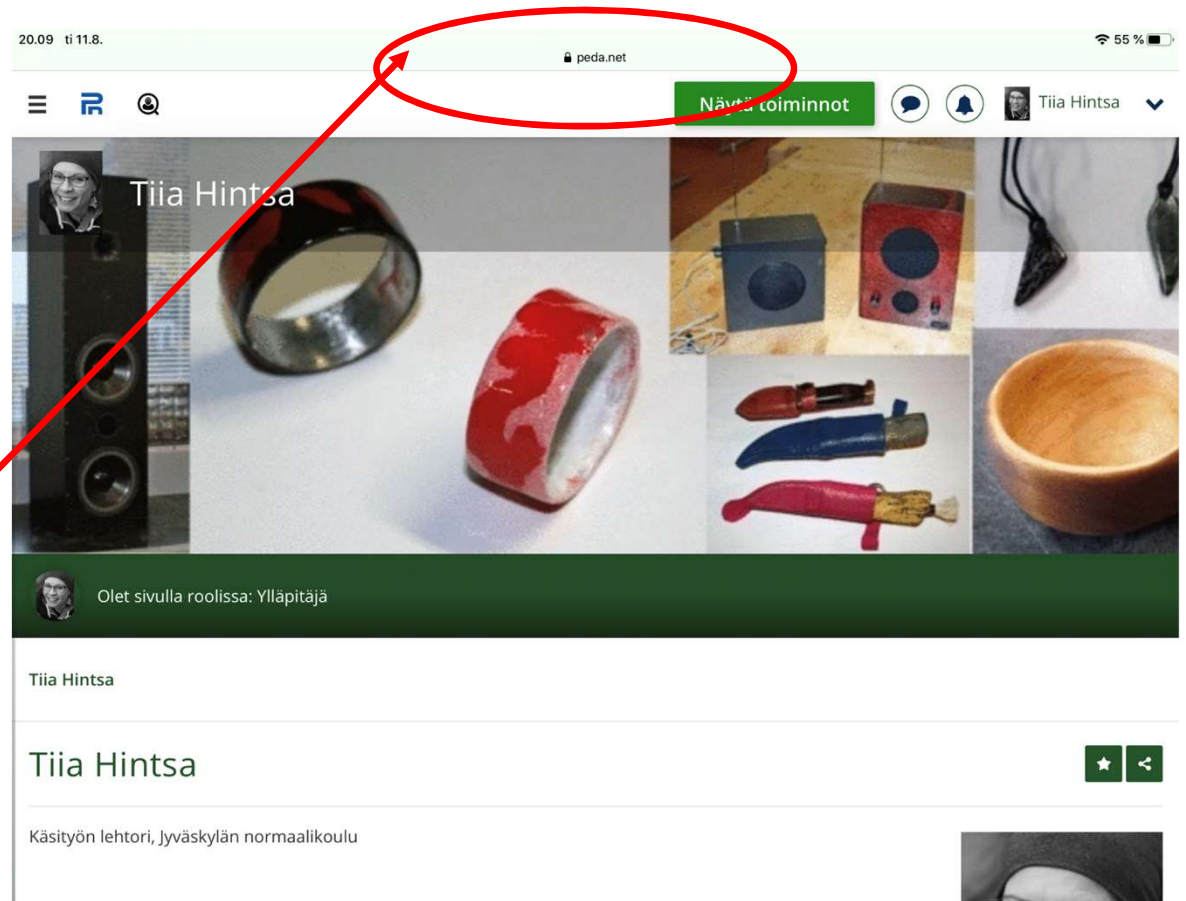 20.09 ti 11.8.
55 %
peda.net
Näytä toiminnot
Tiia Hintsa
Tiia Hintsa
Olet sivulla roolissa: Ylläpitäjä
Tiia Hintsa
Tiia Hintsa
Käsityön lehtori, Jyväskylän normaalikoulu